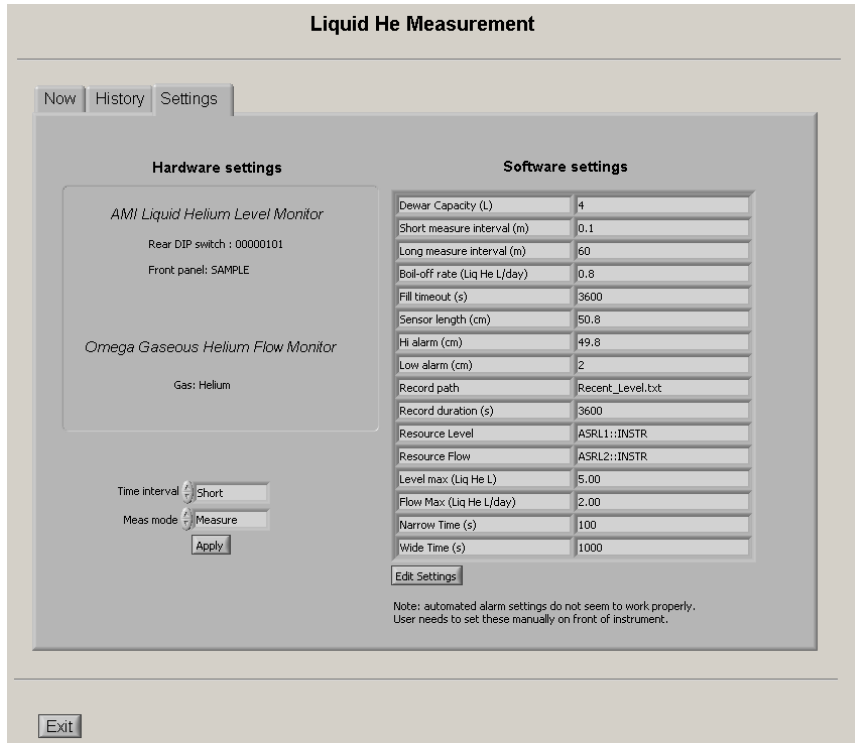 Liquid He Measurement
Now History Settings
Hardware settings
AMI Liquid Helium Level Monitor
Rear DIP switch : 00000101
Front panel: SAMPLE
Omega Gaseous Helium Flow Monitor
Gas: Helium
Time interval Short
Meas mode Measure
Apply
Software settings
Dewar Capacity (L) 4
Short measure interval (m) 0.1
Long measure interval (m) 60
Boil-off rate (Liq He L/day) 0.8
Fill timeout (s) 3600
Sensor length (cm) 50.8
Hi alarm (cm) 49.8
Low alarm (cm) 2
Record path Recent_Level.txt
Record duration (s) 3600
Resource Level ASRL1::INSTR
Resource Flow ASRL2::INSTR
Level max (Liq He L) 5.00
Flow Max (Liq He L/day) 2.00
Narrow Time (s) 100
Wide Time (s) 1000
Edit Settings
Note: automated alarm settings do not seem to work properly.
User needs to set these manually on front of instrument.
Exit